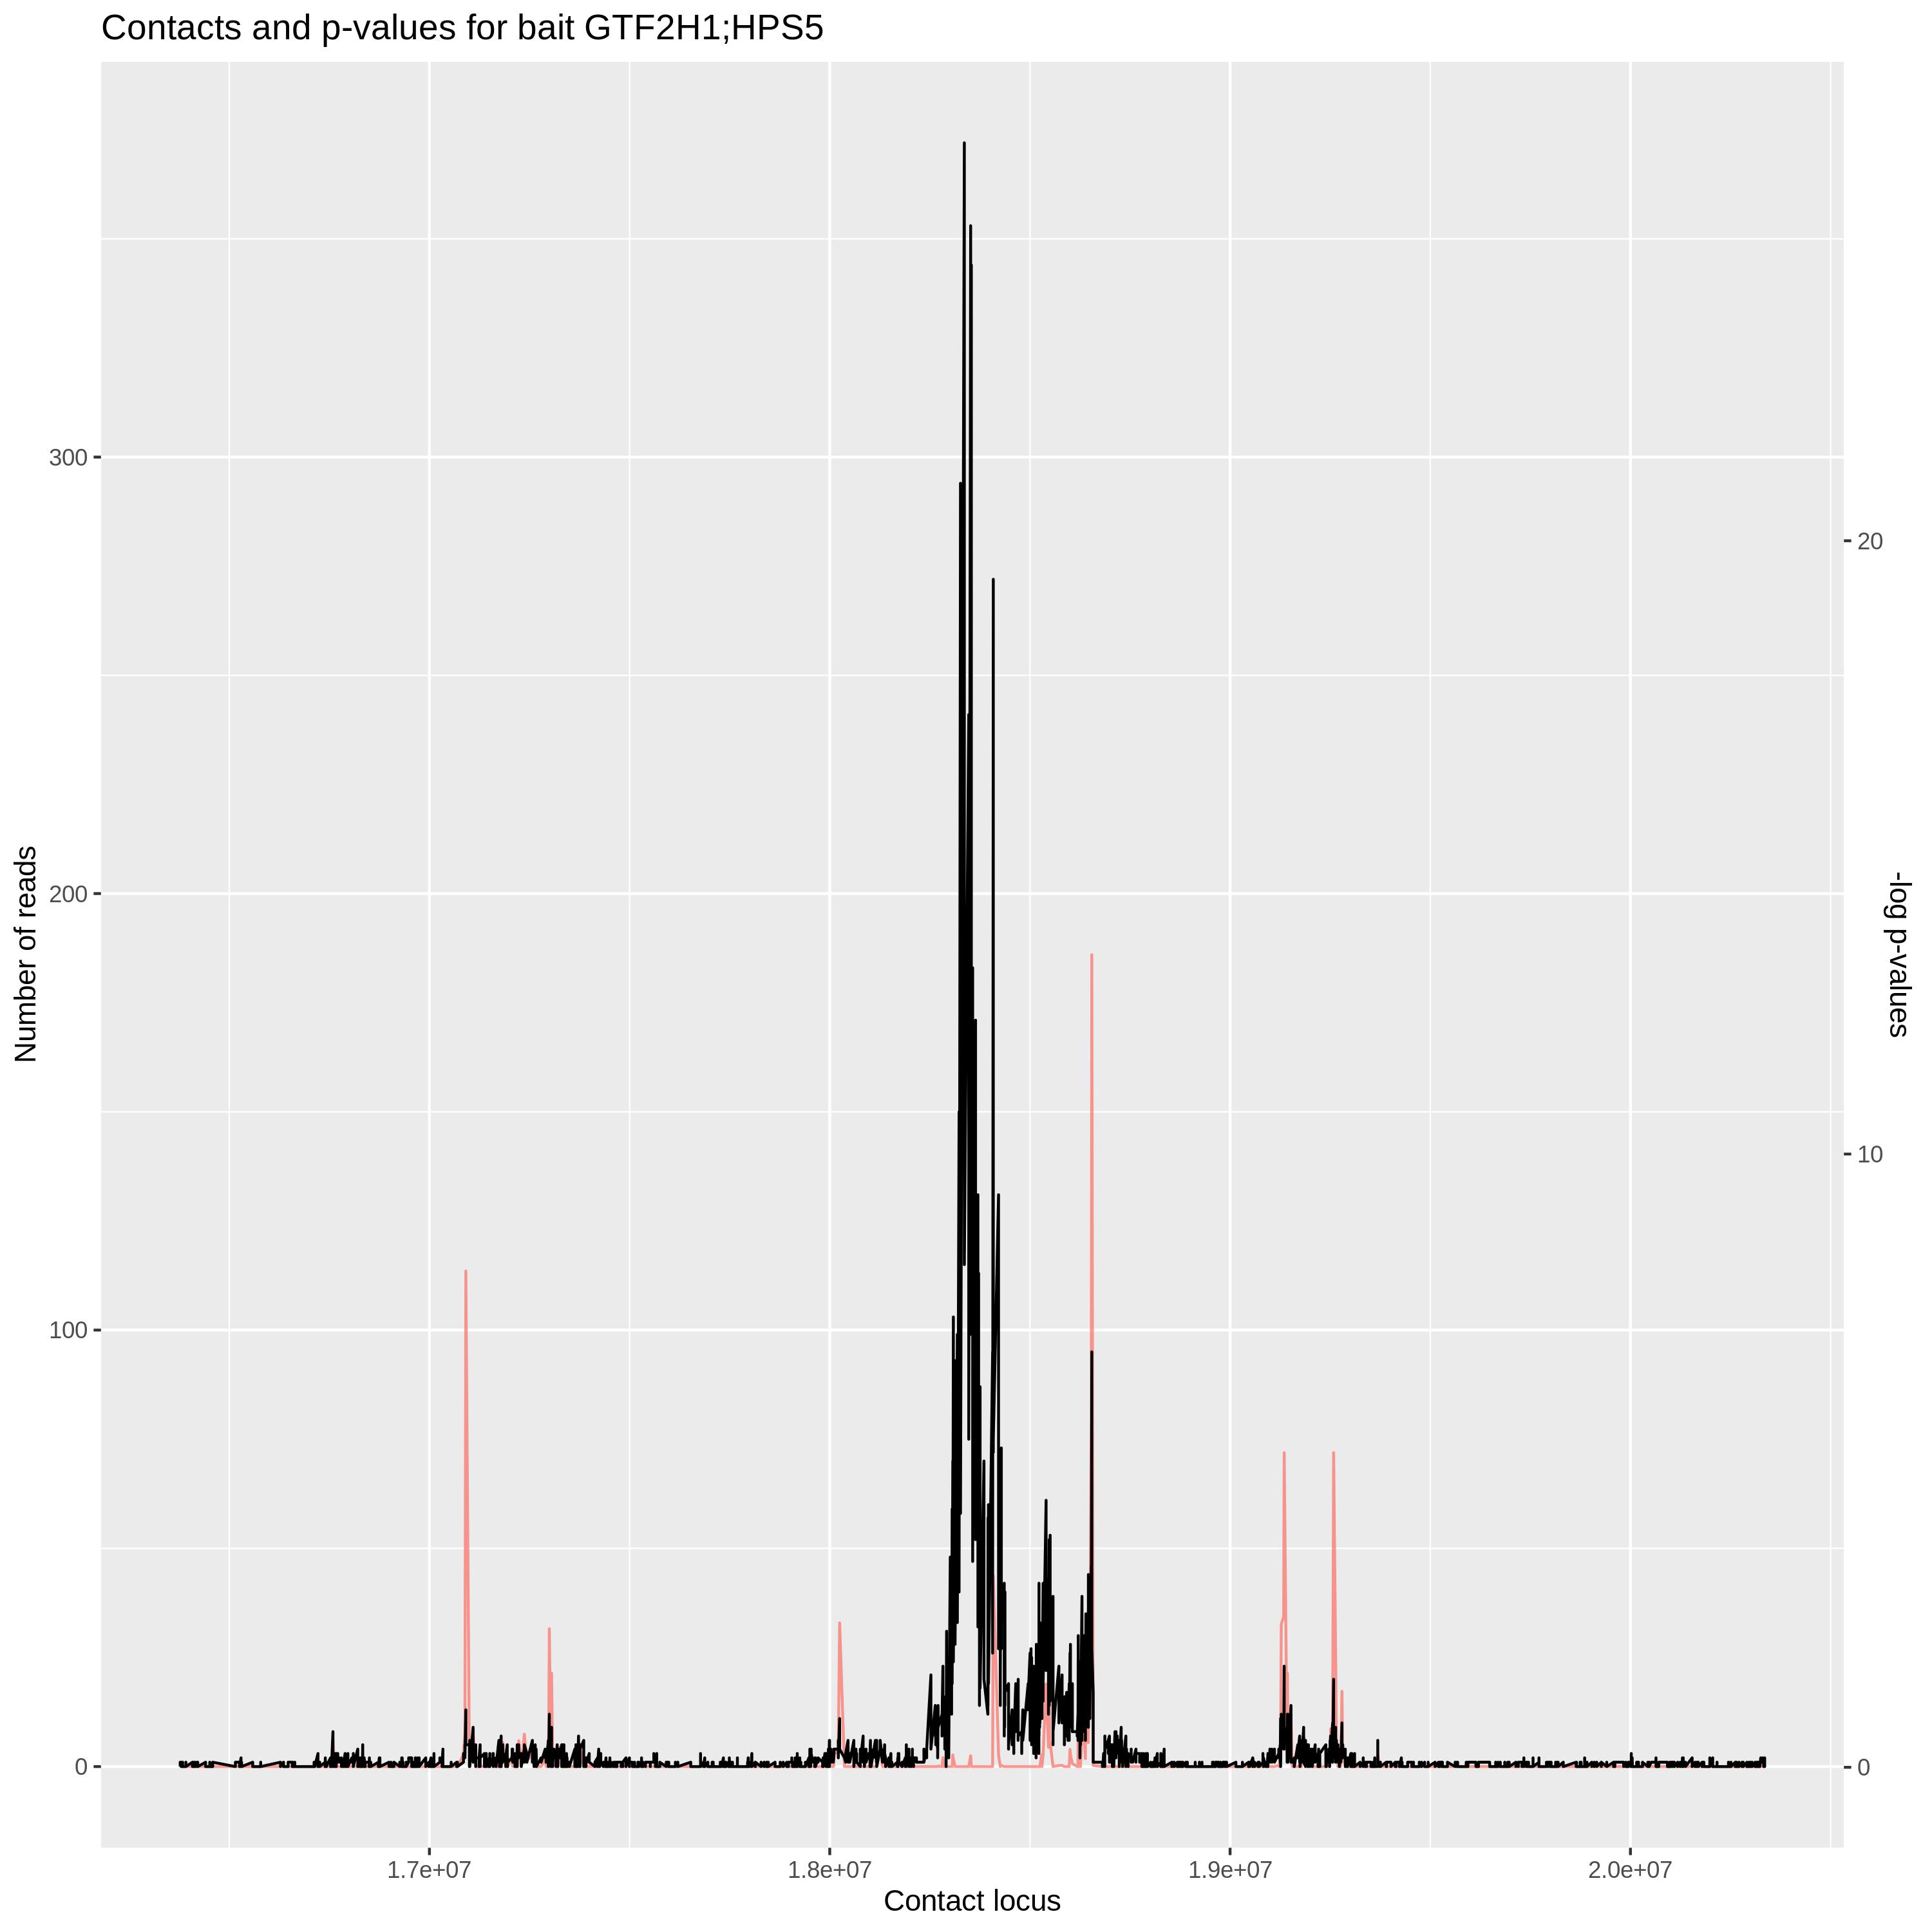 Contacts and p-values for bait GTF2H1;HPS5
Number of reads
300
200
100
0
20
10
0
-log p-values
1.7e+07
1.8e+07
1.9e+07
2.0e+07
Contact locus